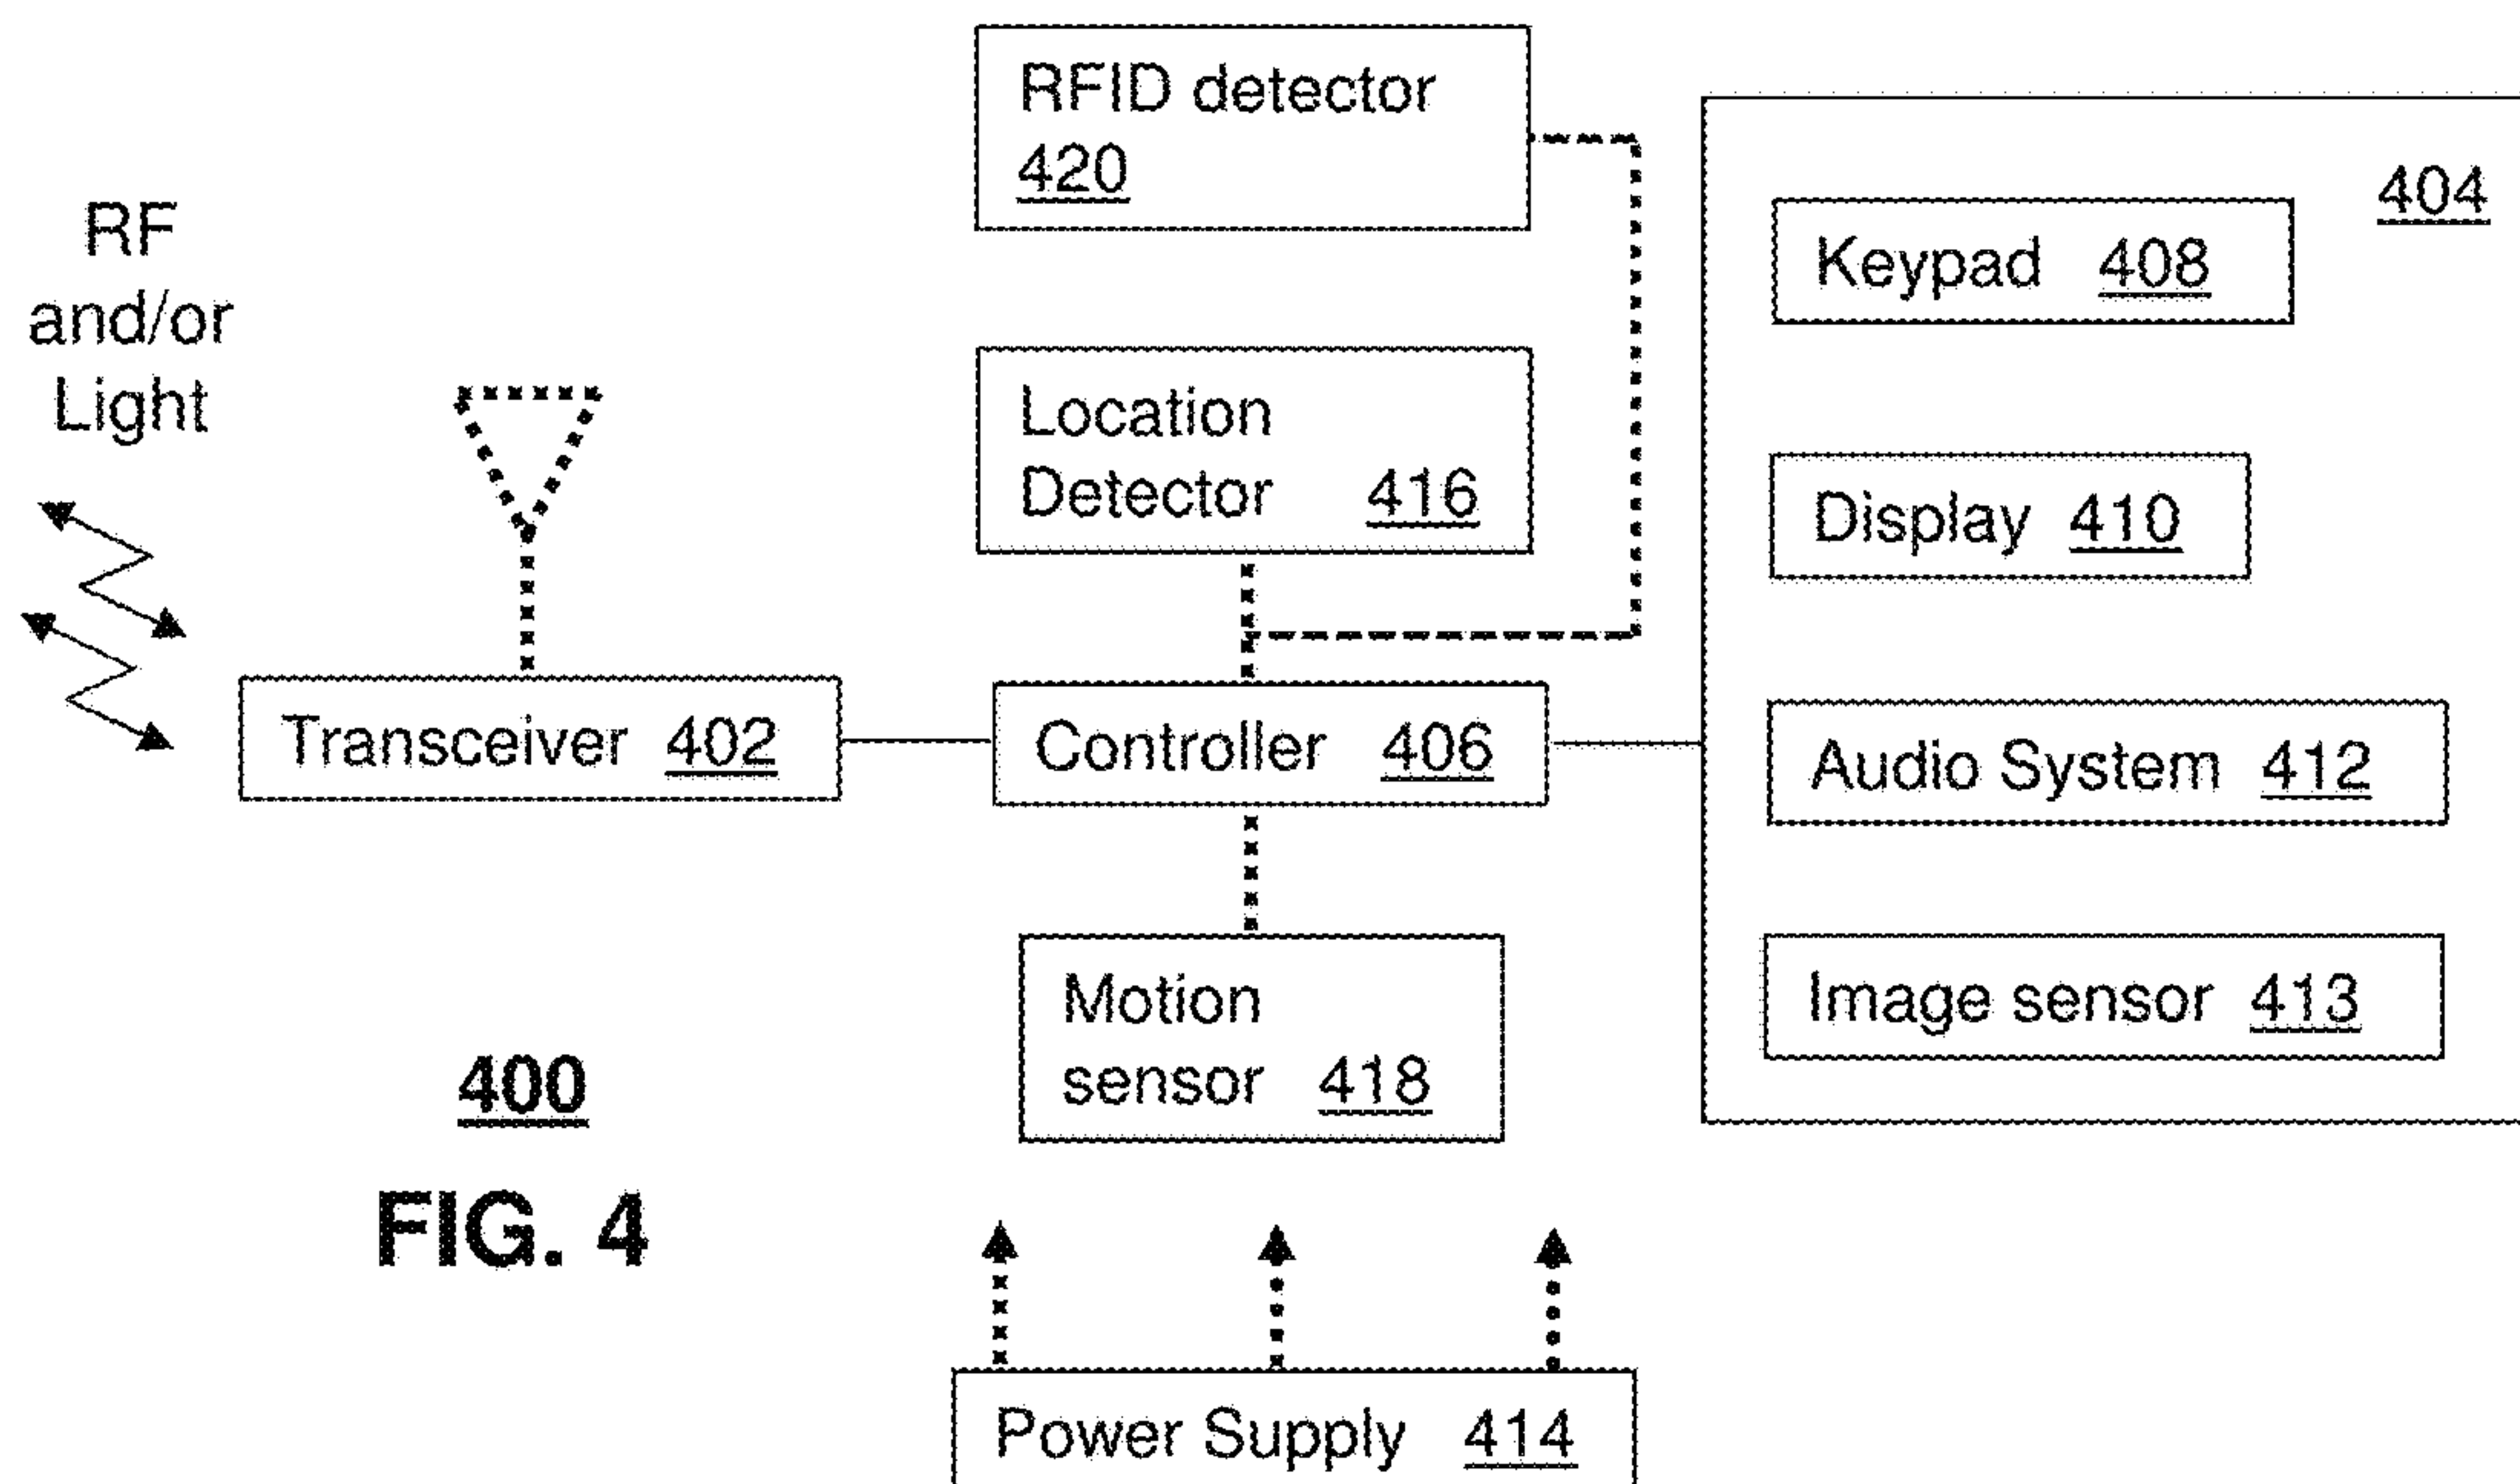 RFID detector
420
RF
and/or
Light
Location
Detector 416
Transceiver 402
Controller 406
Motion
sensor 418
404
Keypad 408
Display 410
Audio System 412
Image sensor 413
400
FIG. 4
Power Supply 414